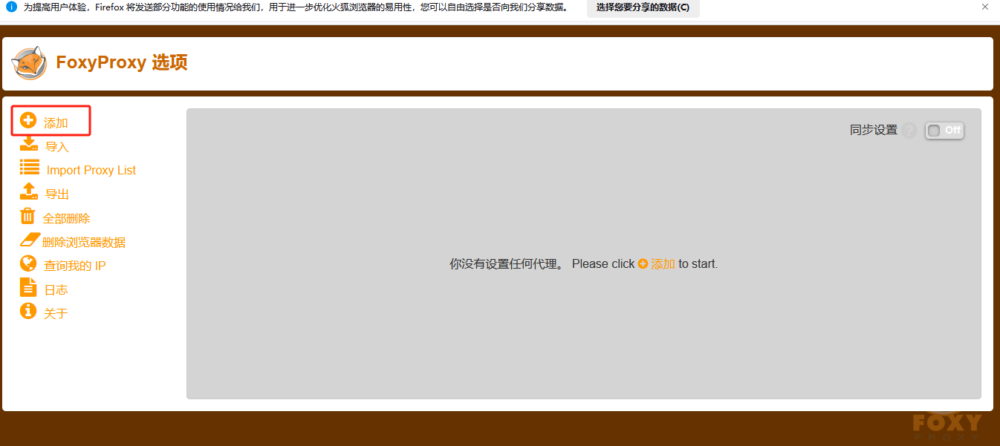 为提高用户体验，Firefox 将发送部分功能的使用情况给我们，用于进一步优化火狐浏览器的易用性，您可以自由选择是否向我们分享数据。 选择您要分享的数据(C)
FoxyProxy 选项
添加
导入
Import Proxy List
导出
全部删除
删除浏览器数据
查询我的 IP
日志
关于
同步设置 ? Off
你没有设置任何代理。 Please click 添加 to start.
FOXY
PROXY